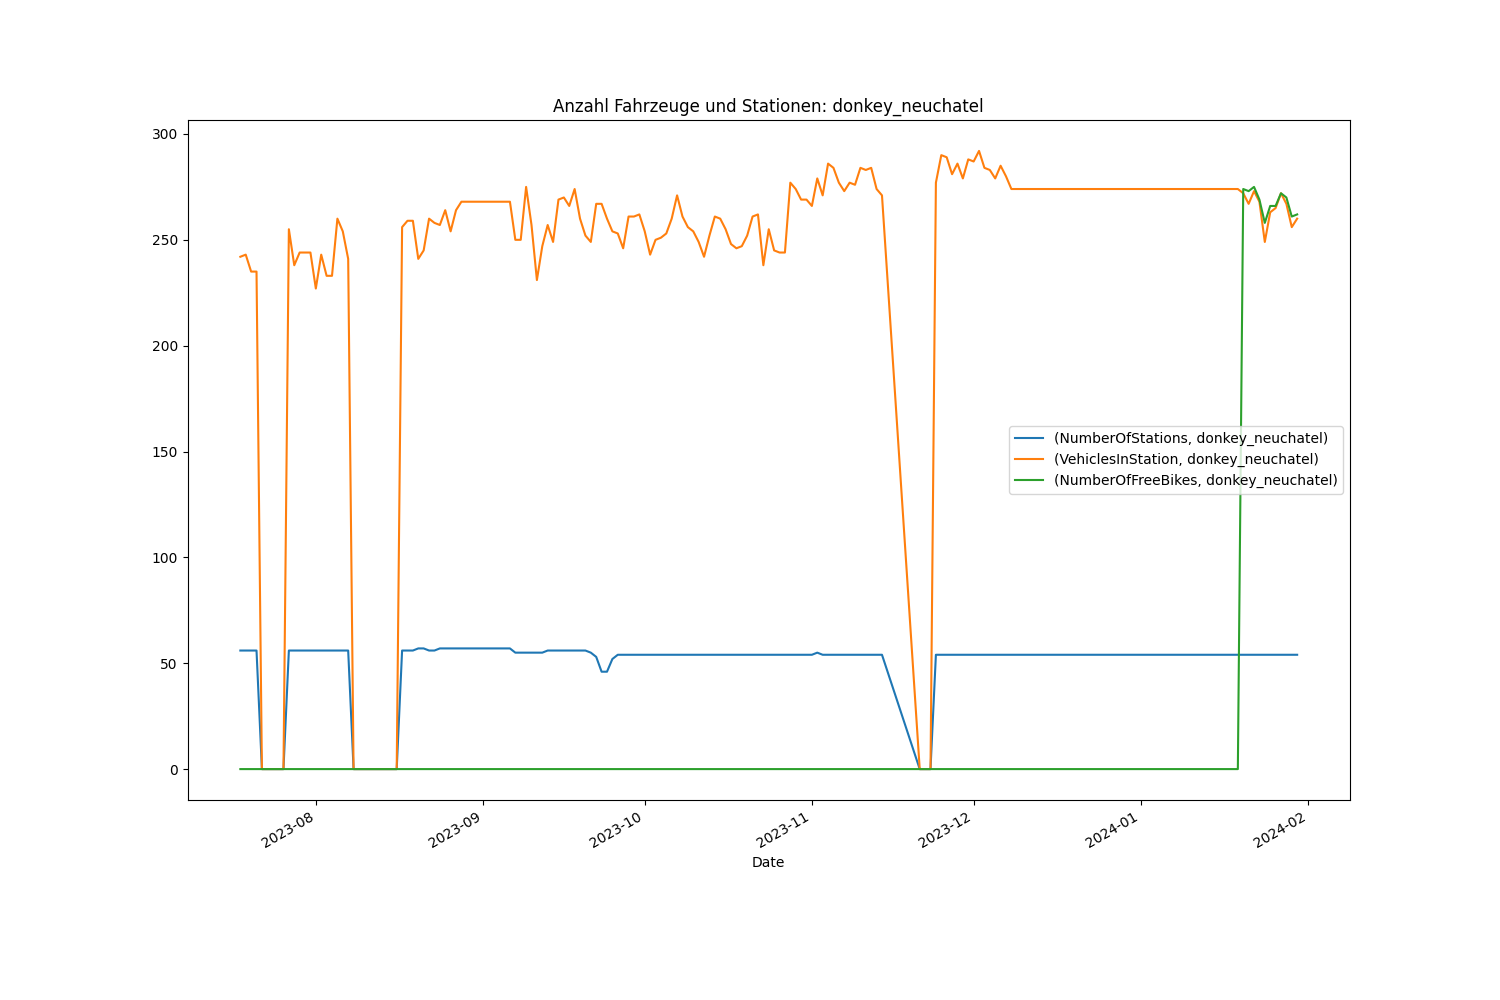 Anzahl Fahrzeuge und Stationen: donkey_neuchatel
300
250
200
150
100
50
0
(NumberOfStations, donkey_neuchatel)
(VehiclesInStation, donkey_neuchatel)
(NumberOfFreeBikes, donkey_neuchatel)
2023-08
2023-09
2023-10
2023-11
2023-12
2024-01
2024-02
Date